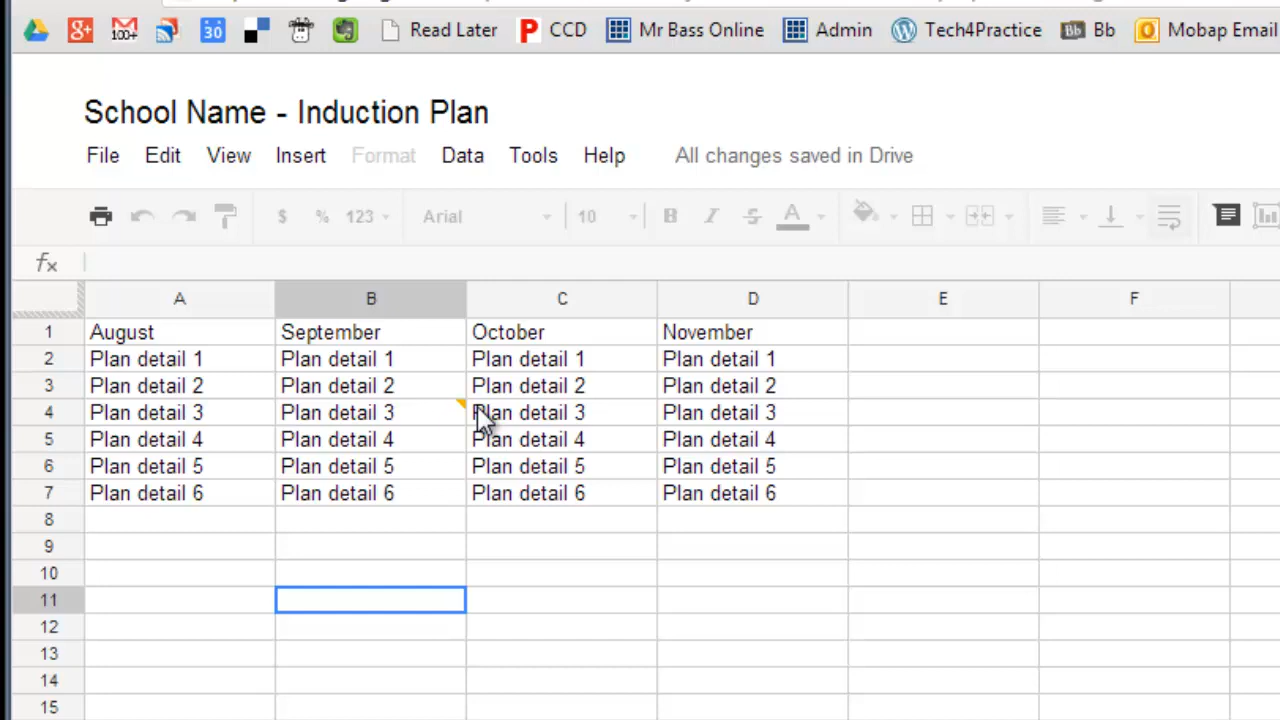 30 Read Later CCD Mr Bass Online Admin Tech4Practice Bb Bb Mobap Email
100+
School Name - Induction Plan
File Edit View Insert Format Data Tools Help All changes saved in Drive
$ % 123 Arial 10 B I S A
fx
A B C D E F
1 August September October November
2 Plan detail 1 Plan detail 1 Plan detail 1 Plan detail 1
3 Plan detail 2 Plan detail 2 Plan detail 2 Plan detail 2
4 Plan detail 3 Plan detail 3 Plan detail 3 Plan detail 3
5 Plan detail 4 Plan detail 4 Plan detail 4 Plan detail 4
6 Plan detail 5 Plan detail 5 Plan detail 5 Plan detail 5
7 Plan detail 6 Plan detail 6 Plan detail 6 Plan detail 6
8
9
10
11
12
13
14
15